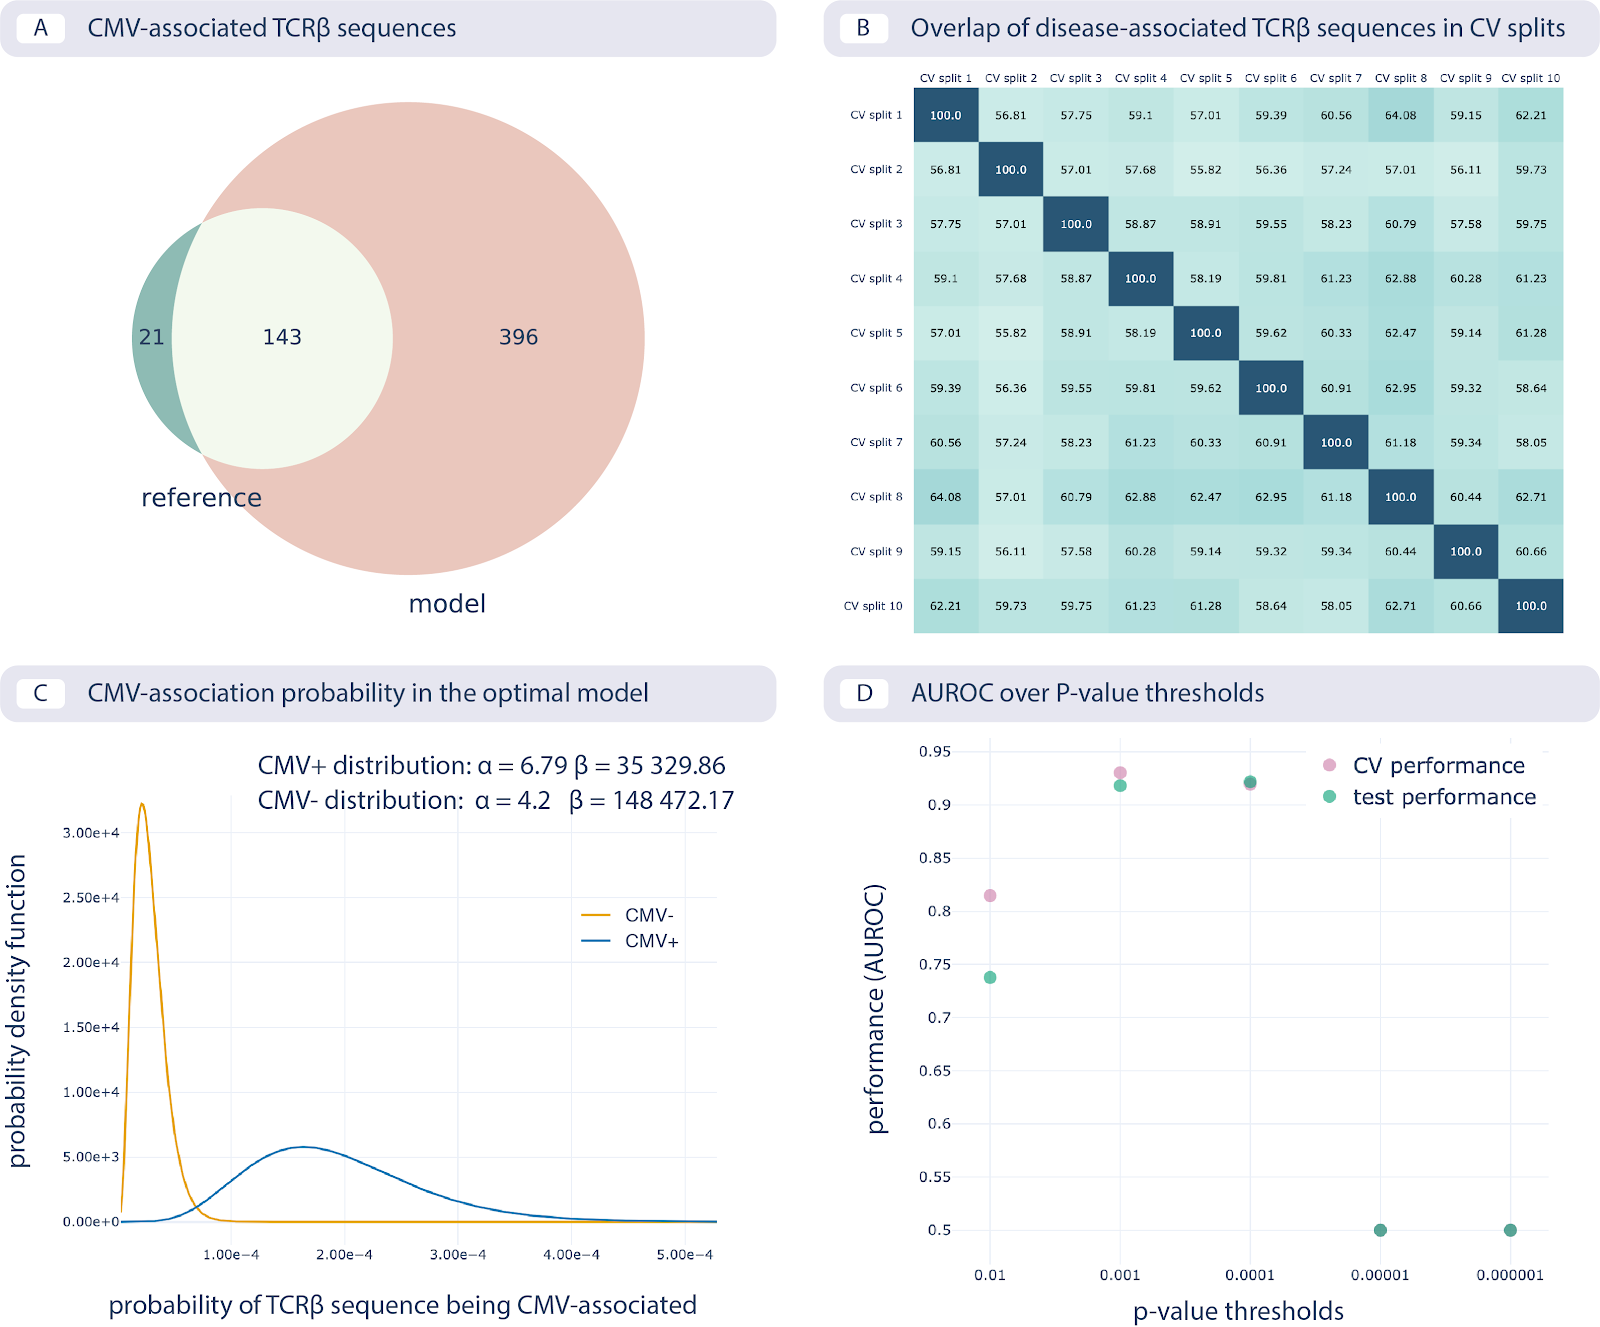 A CMV-associated TCRβ sequences
21 143 396
reference
model
B Overlap of disease-associated TCRβ sequences in CV splits
CV split 1 CV split 2 CV split 3 CV split 4 CV split 5 CV split 6 CV split 7 CV split 8 CV split 9 CV split 10
CV split 1 100.0 56.81 57.75 59.1 57.01 59.39 60.56 64.08 59.15 62.21
CV split 2 56.81 100.0 57.01 57.68 55.82 56.36 57.24 57.01 56.11 59.73
CV split 3 57.75 57.01 100.0 58.87 58.91 59.55 58.23 60.79 57.58 59.75
CV split 4 59.1 57.68 58.87 100.0 58.19 59.81 61.23 62.88 60.28 61.23
CV split 5 57.01 55.82 58.91 58.19 100.0 59.62 60.33 62.47 59.14 61.28
CV split 6 59.39 56.36 59.55 59.81 59.62 100.0 60.91 62.95 59.32 58.64
CV split 7 60.56 57.24 58.23 61.23 60.33 60.91 100.0 61.18 59.34 58.05
CV split 8 64.08 57.01 60.79 62.88 62.47 62.95 61.18 100.0 60.44 62.71
CV split 9 59.15 56.11 57.58 60.28 59.14 59.32 59.34 60.44 100.0 60.66
CV split 10 62.21 59.73 59.75 61.23 61.28 58.64 58.05 62.71 60.66 100.0
C CMV-association probability in the optimal model
CMV+ distribution: α = 6.79 β = 35 329.86
CMV- distribution: α = 4.2 β = 148 472.17
probability density function
3.00e+4
2.50e+4
2.00e+4
1.50e+4
1.00e+4
5.00e+3
0.00e+0
CMV-
CMV+
1.00e−4 2.00e−4 3.00e−4 4.00e−4 5.00e−4
probability of TCRβ sequence being CMV-associated
D AUROC over P-value thresholds
performance (AUROC)
0.95
0.9
0.85
0.8
0.75
0.7
0.65
0.6
0.55
0.5
CV performance
test performance
0.01 0.001 0.0001 0.00001 0.000001
p-value thresholds